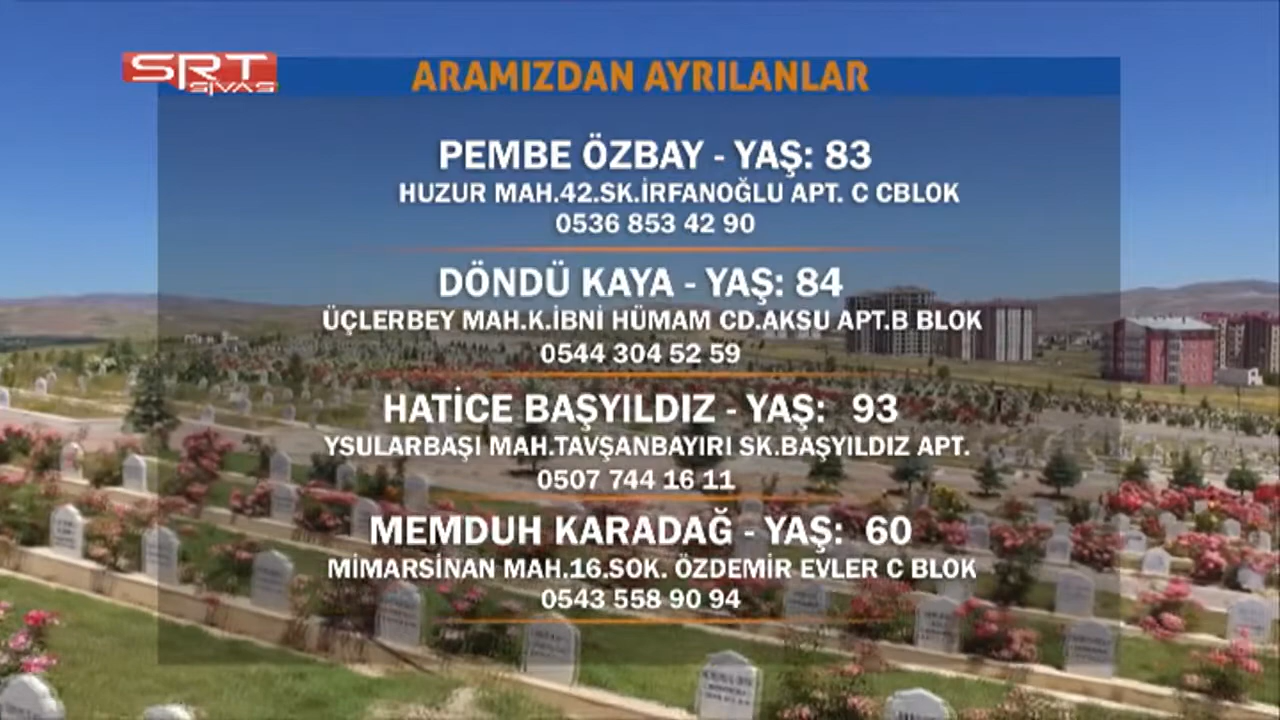 SRT
SİVAS
ARAMIZDAN AYRILANLAR
PEMBE ÖZBAY - YAŞ: 83
HUZUR MAH.42.SK.İRFANOĞLU APT. C CBLOK
0536 853 42 90
DÖNDÜ KAYA - YAŞ: 84
ÜÇLERBEY MAH.K.İBNİ HÜMAM CD.AKSU APT.B BLOK
0544 304 52 59
HATİCE BAŞYILDIZ - YAŞ: 93
YSULARBAŞI MAH.TAVŞANBAYIRI SK.BAŞYILDIZ APT.
0507 744 16 11
MEMDUH KARADAĞ - YAŞ: 60
MİMARSİNAN MAH.16.SOK. ÖZDEMİR EVLER C BLOK
0543 558 90 94